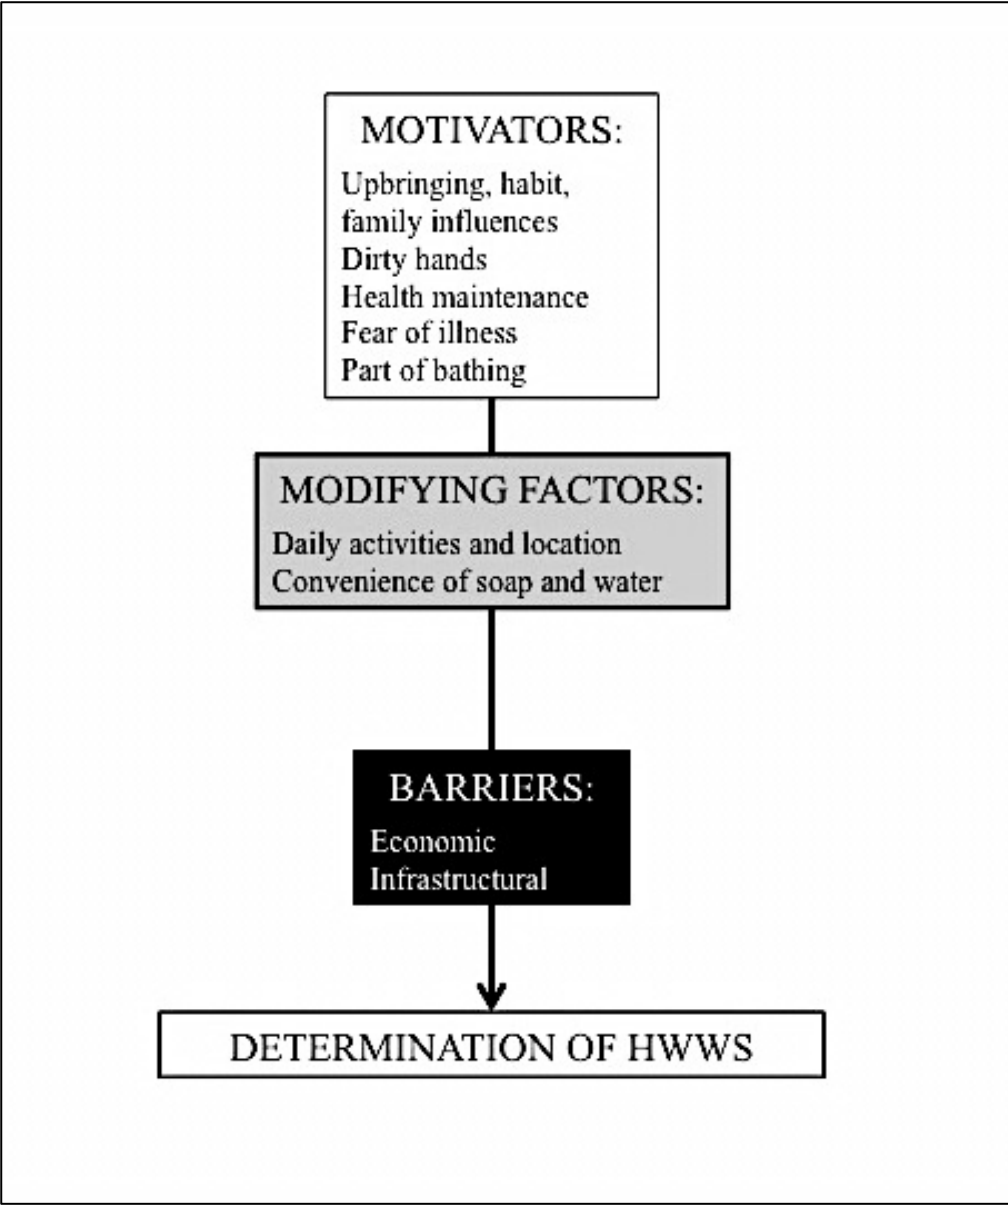 MOTIVATORS:
Upbringing, habit,
family influences
Dirty hands
Health maintenance
Fear of illness
Part of bathing
MODIFYING FACTORS:
Daily activities and location
Convenience of soap and water
BARRIERS:
Economic
Infrastructural
DETERMINATION OF HWWS